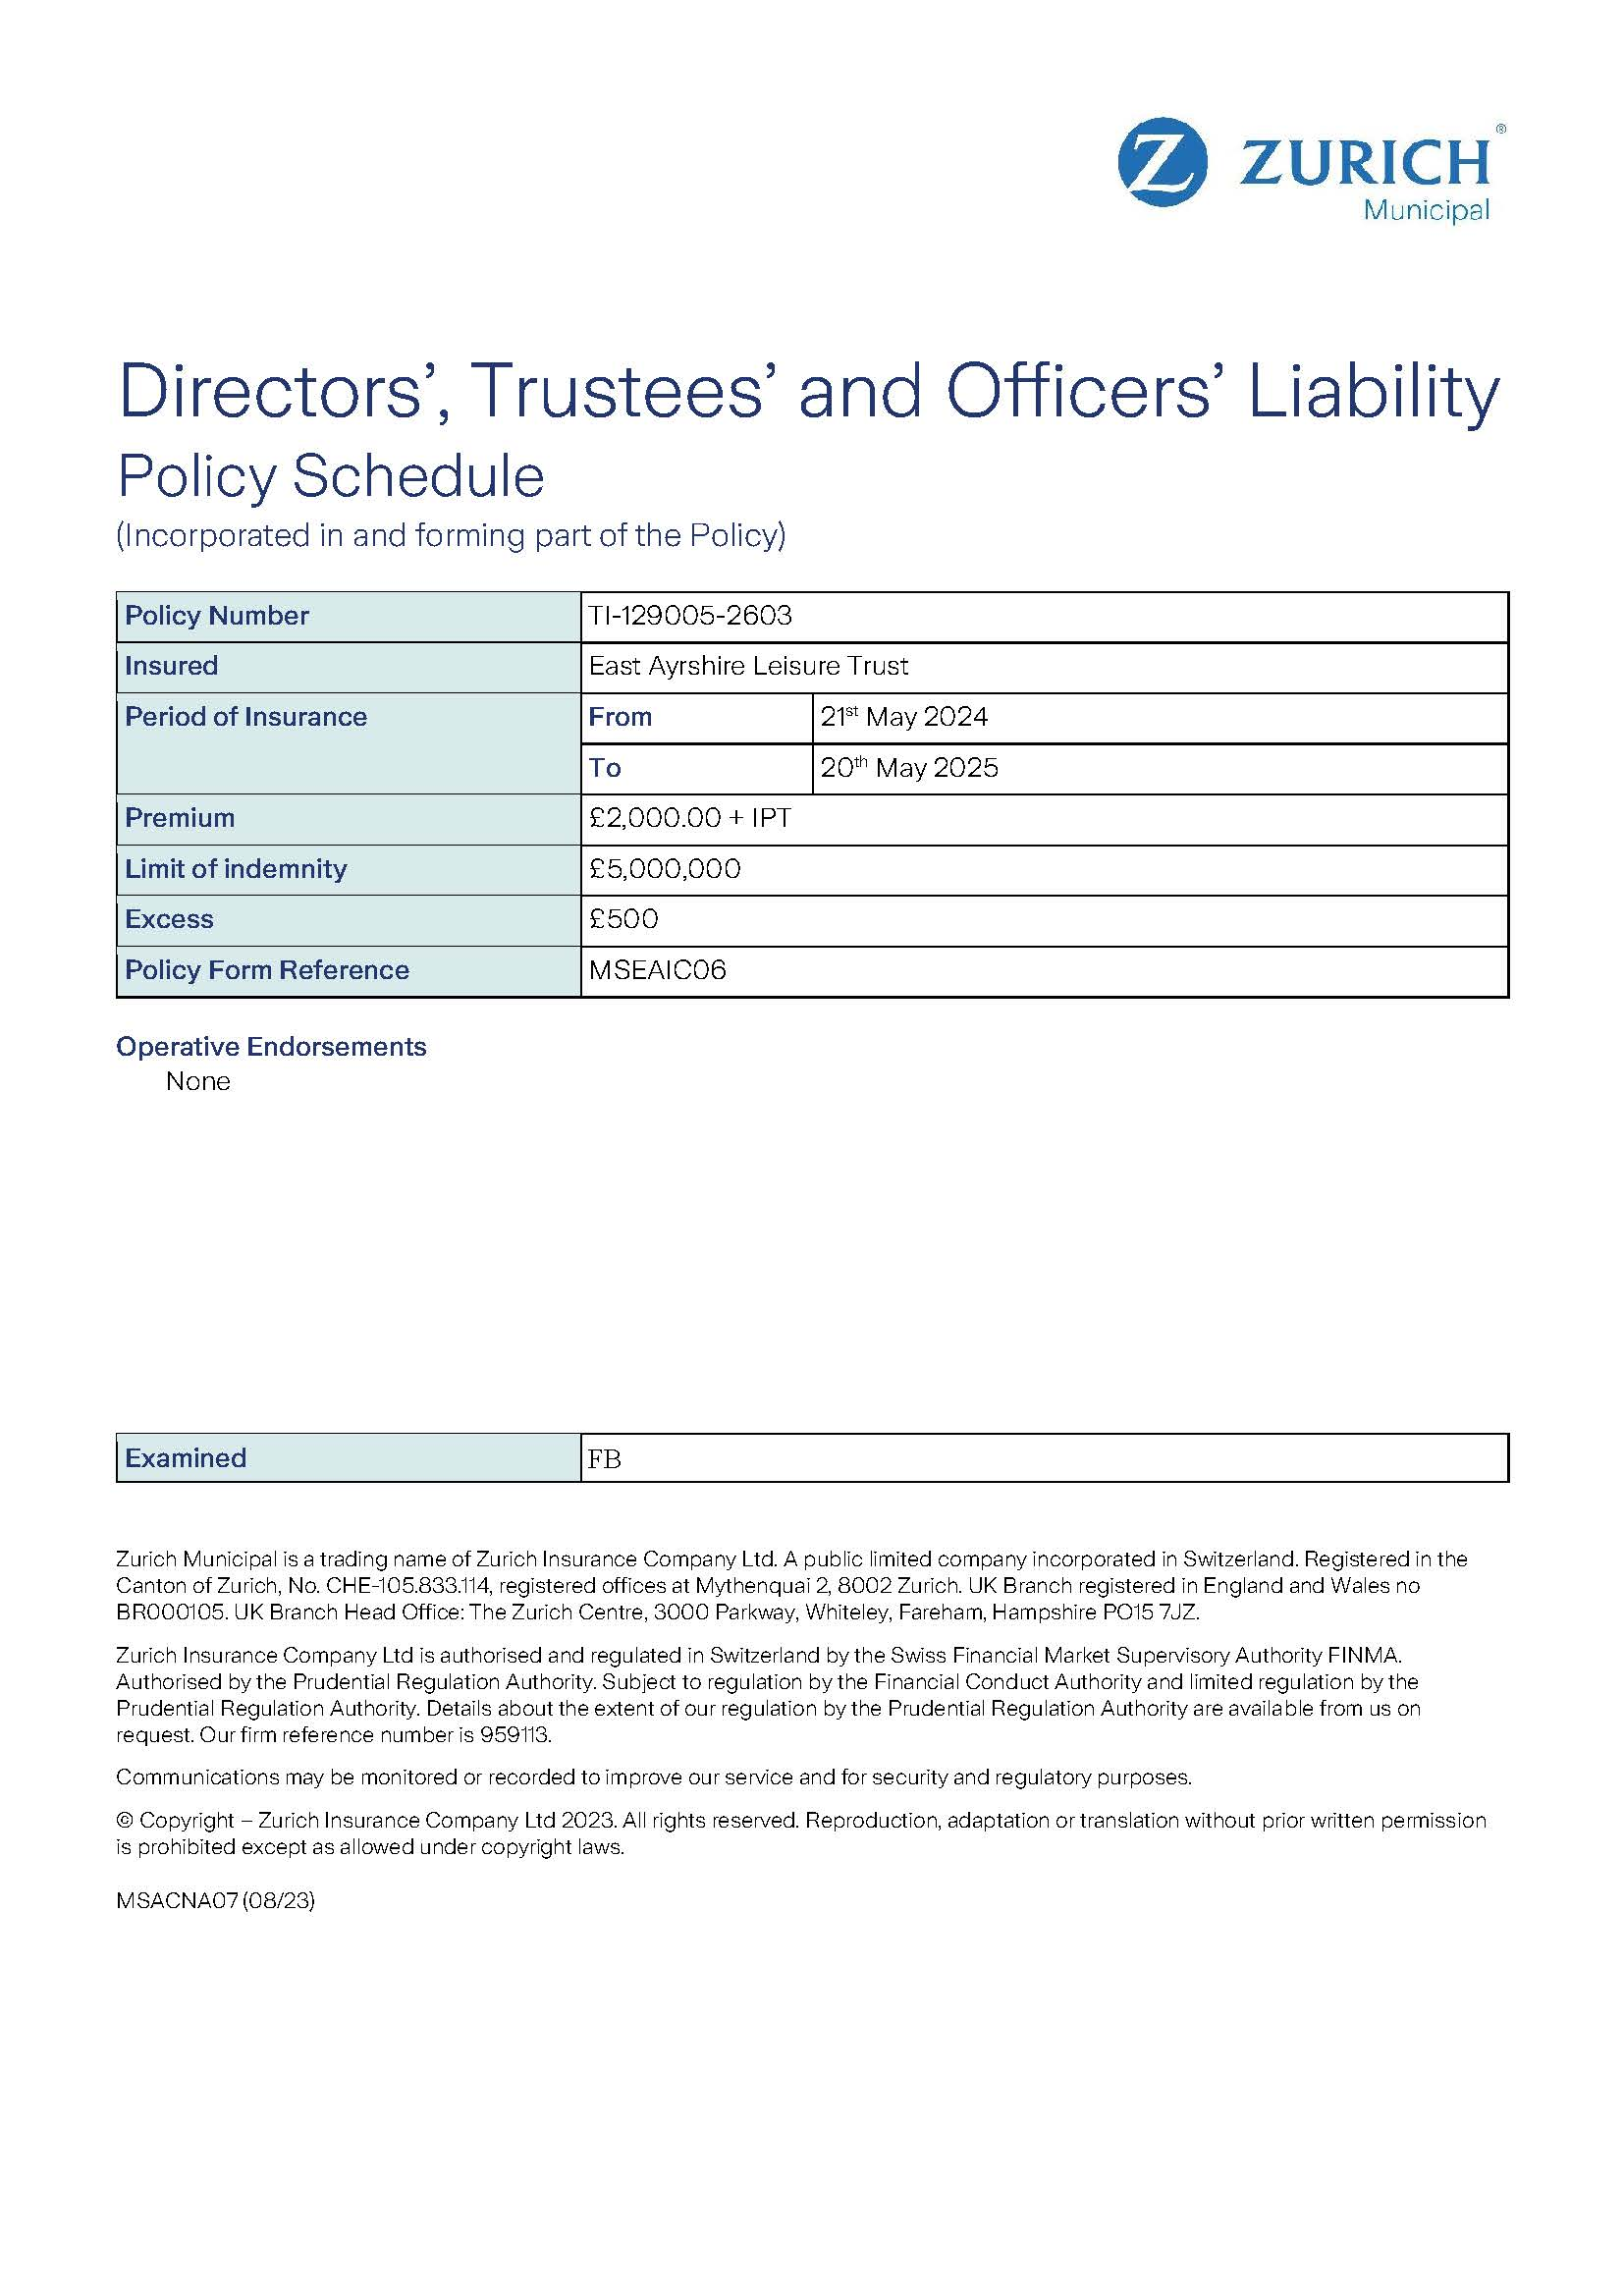 Z ZURICH®
Municipal
Directors’, Trustees’ and Officers’ Liability
Policy Schedule
(Incorporated in and forming part of the Policy)
Policy Number TI-129005-2603
Insured East Ayrshire Leisure Trust
Period of Insurance From 21st May 2024
To 20th May 2025
Premium £2,000.00 + IPT
Limit of indemnity £5,000,000
Excess £500
Policy Form Reference MSEAIC06
Operative Endorsements
None
Examined FB
Zurich Municipal is a trading name of Zurich Insurance Company Ltd. A public limited company incorporated in Switzerland. Registered in the
Canton of Zurich, No. CHE-105.833.114, registered offices at Mythenquai 2, 8002 Zurich. UK Branch registered in England and Wales no
BR000105. UK Branch Head Office: The Zurich Centre, 3000 Parkway, Whiteley, Fareham, Hampshire PO15 7JZ.
Zurich Insurance Company Ltd is authorised and regulated in Switzerland by the Swiss Financial Market Supervisory Authority FINMA.
Authorised by the Prudential Regulation Authority. Subject to regulation by the Financial Conduct Authority and limited regulation by the
Prudential Regulation Authority. Details about the extent of our regulation by the Prudential Regulation Authority are available from us on
request. Our firm reference number is 959113.
Communications may be monitored or recorded to improve our service and for security and regulatory purposes.
© Copyright – Zurich Insurance Company Ltd 2023. All rights reserved. Reproduction, adaptation or translation without prior written permission
is prohibited except as allowed under copyright laws.
MSACNA07 (08/23)